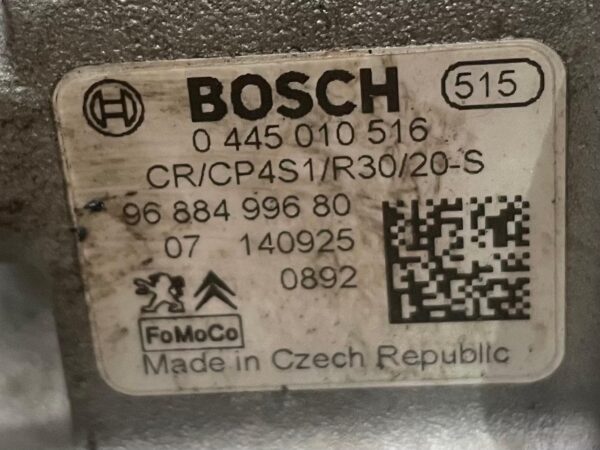 BOSCH 515
0 445 010 516
CR/CP4S1/R30/20-S
96 884 996 80
07 140925
0892
FoMoCo
Made in Czech Republic